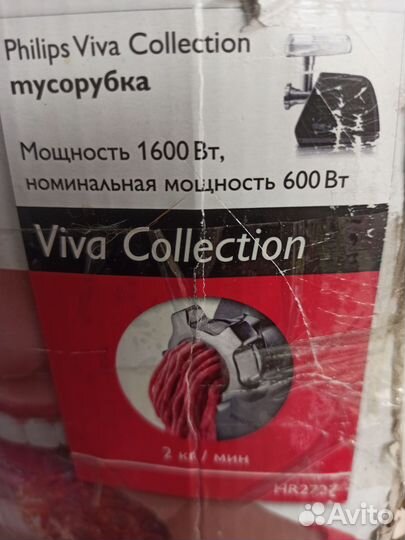 Philips Viva Collection
тусорубка
Мощность 1600 Вт,
номинальная мощность 600 Вт
Viva Collection
2 кг / мин
Avito